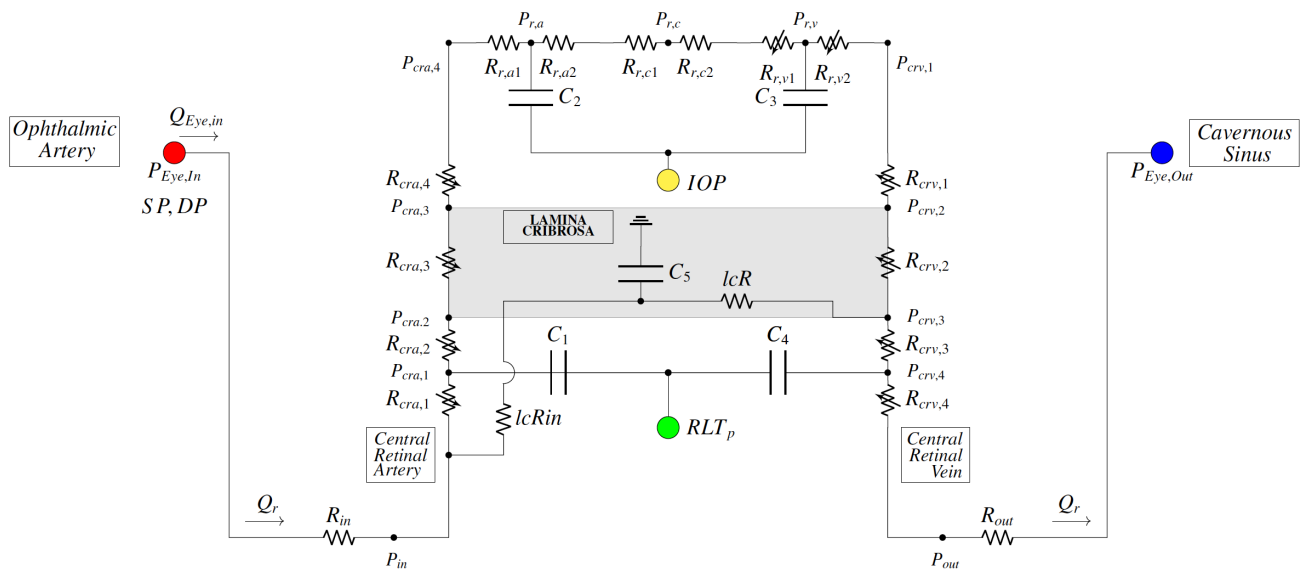 P_{r,a}
P_{r,c}
P_{r,v}
P_{cra,4}
R_{r,a1}
R_{r,a2}
R_{r,c1}
R_{r,c2}
R_{r,v1}
R_{r,v2}
P_{crv,1}
C_2
C_3
Ophthalmic
Artery
Q_{Eye,in}
P_{Eye,In}
SP, DP
Cavernous
Sinus
P_{Eye,Out}
R_{cra,4}
IOP
R_{crv,1}
P_{cra,3}
P_{crv,2}
LAMINA
CRIBROSA
R_{cra,3}
C_5
lcR
R_{crv,2}
P_{cra.2}
P_{crv,3}
R_{cra,2}
C_1
C_4
R_{crv,3}
P_{cra,1}
P_{crv,4}
R_{cra,1}
lcRin
RLT_p
R_{crv,4}
Central
Retinal
Artery
Central
Retinal
Vein
Q_r
R_{in}
P_{in}
R_{out}
Q_r
P_{out}